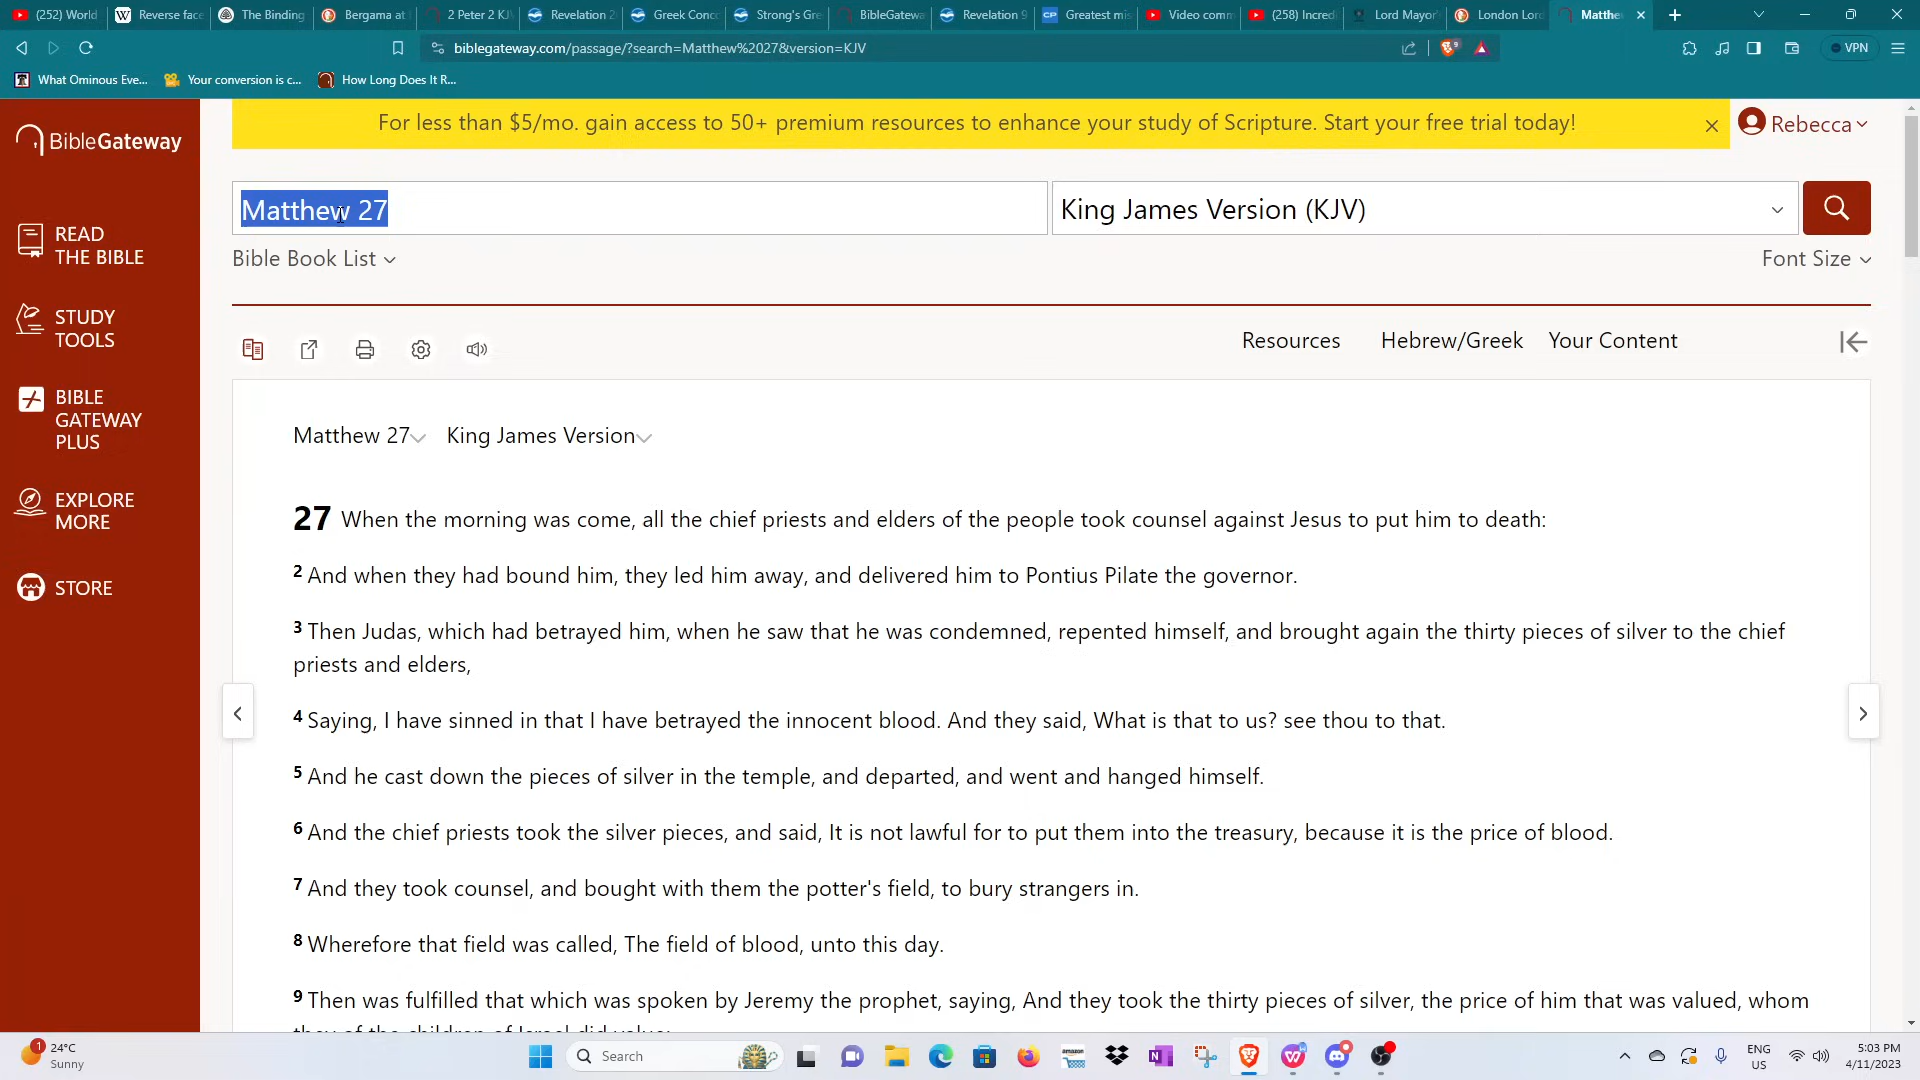 (252) World
Reverse face
The Binding
Bergama at
2 Peter 2 KJ
Revelation 2
Greek Conc
Strong's Gre
BibleGatewa
Revelation 9
CP Greatest mis
Video comm
(258) Incredi
Lord Mayor'
London Lord
Matthew
biblegateway.com/passage/?search=Matthew%2027&version=KJV
VPN
What Ominous Eve...
Your conversion is c...
How Long Does It R...
BibleGateway
For less than $5/mo. gain access to 50+ premium resources to enhance your study of Scripture. Start your free trial today!
Rebecca
Matthew 27
King James Version (KJV)
Bible Book List
Font Size
READ
THE BIBLE
STUDY
TOOLS
BIBLE
GATEWAY
PLUS
EXPLORE
MORE
STORE
Resources
Hebrew/Greek
Your Content
Matthew 27
King James Version
27 When the morning was come, all the chief priests and elders of the people took counsel against Jesus to put him to death:
2 And when they had bound him, they led him away, and delivered him to Pontius Pilate the governor.
3 Then Judas, which had betrayed him, when he saw that he was condemned, repented himself, and brought again the thirty pieces of silver to the chief
priests and elders,
4 Saying, I have sinned in that I have betrayed the innocent blood. And they said, What is that to us? see thou to that.
5 And he cast down the pieces of silver in the temple, and departed, and went and hanged himself.
6 And the chief priests took the silver pieces, and said, It is not lawful for to put them into the treasury, because it is the price of blood.
7 And they took counsel, and bought with them the potter's field, to bury strangers in.
8 Wherefore that field was called, The field of blood, unto this day.
9 Then was fulfilled that which was spoken by Jeremy the prophet, saying, And they took the thirty pieces of silver, the price of him that was valued, whom
they of the children of Israel did value;
1
24°C
Sunny
Search
amazon
ENG
US
5:03 PM
4/11/2023